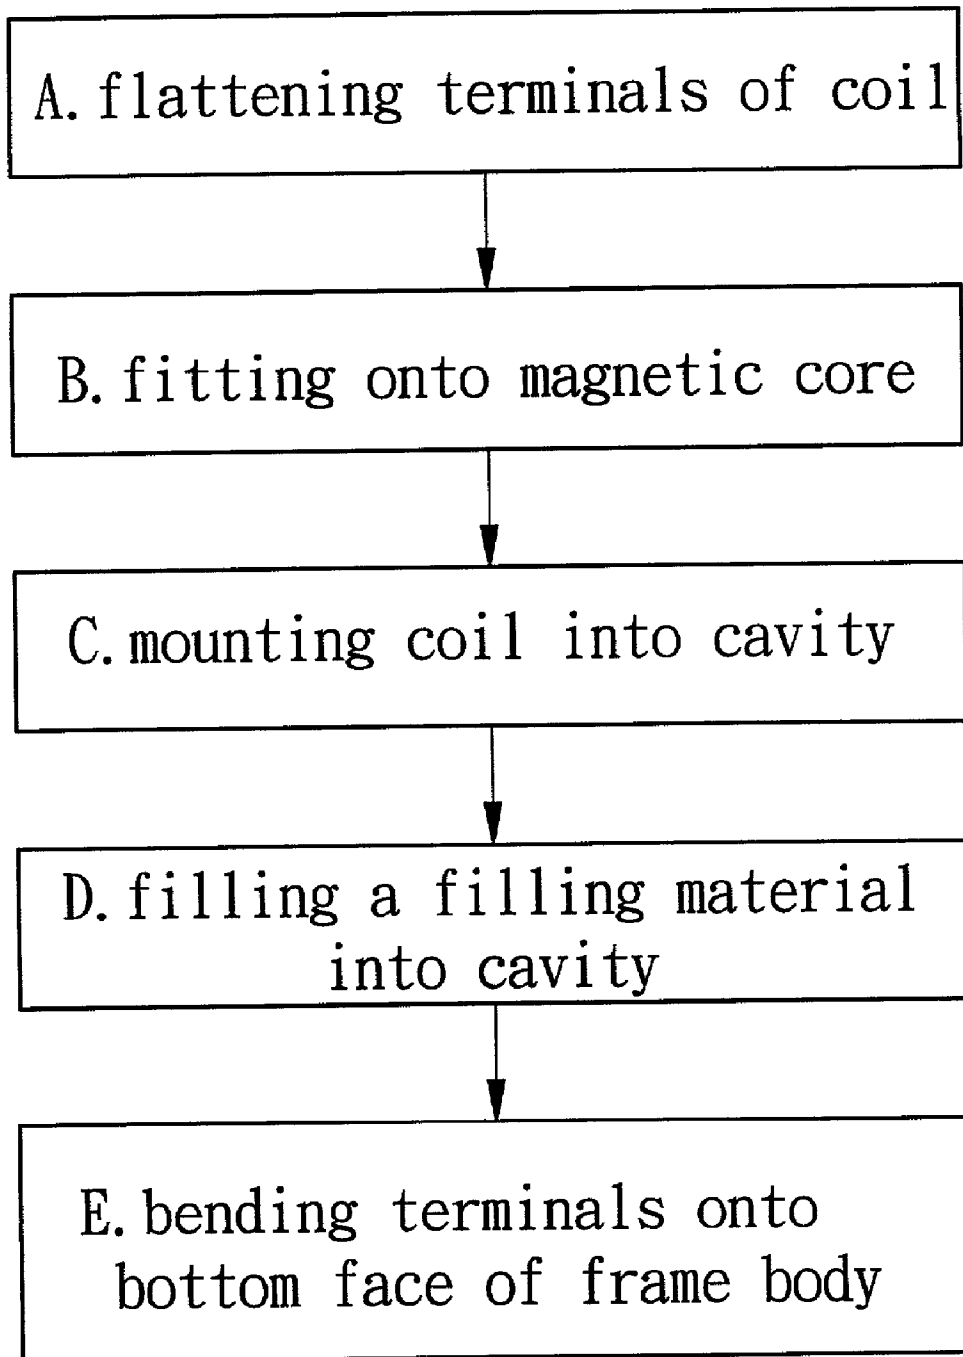 A. flattening terminals of coil
B. fitting onto magnetic core
C. mounting coil into cavity
D. filling a filling material
into cavity
E. bending terminals onto
bottom face of frame body